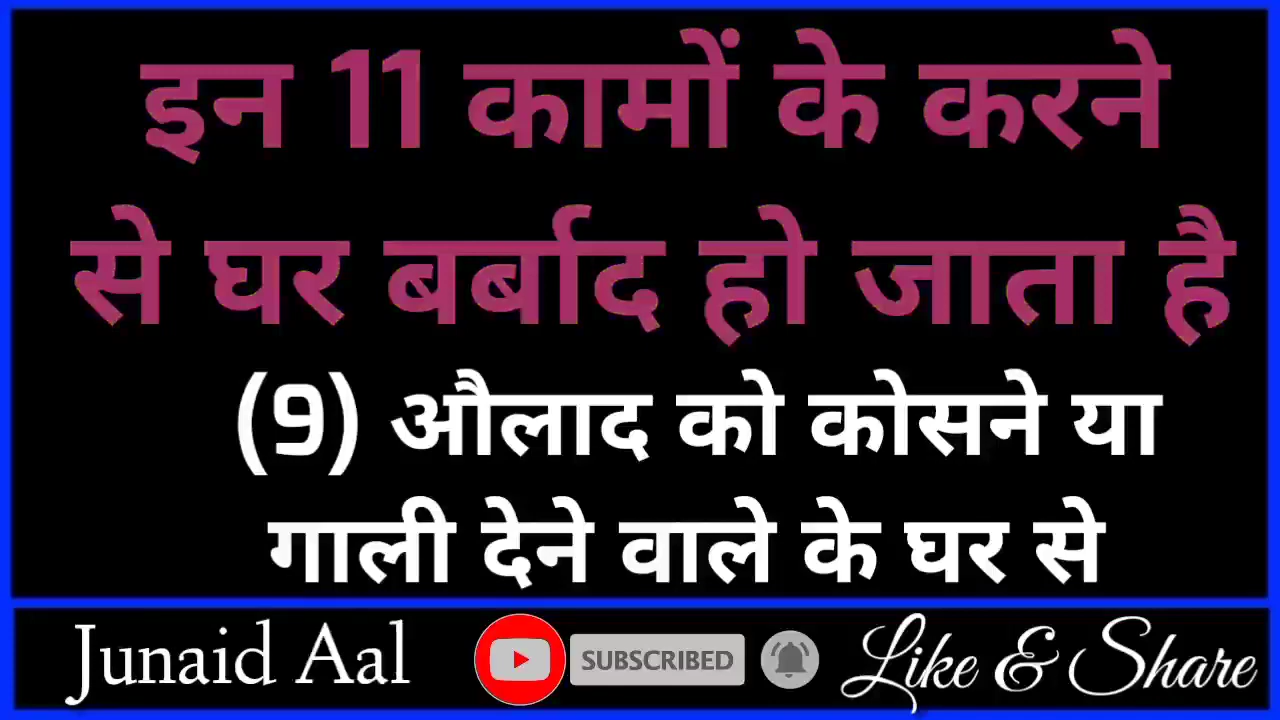 इन 11 कामों के करने
से घर बर्बाद हो जाता है
(9) औलाद को कोसने या
गाली देने वाले के घर से
Junaid Aal SUBSCRIBED Like & Share